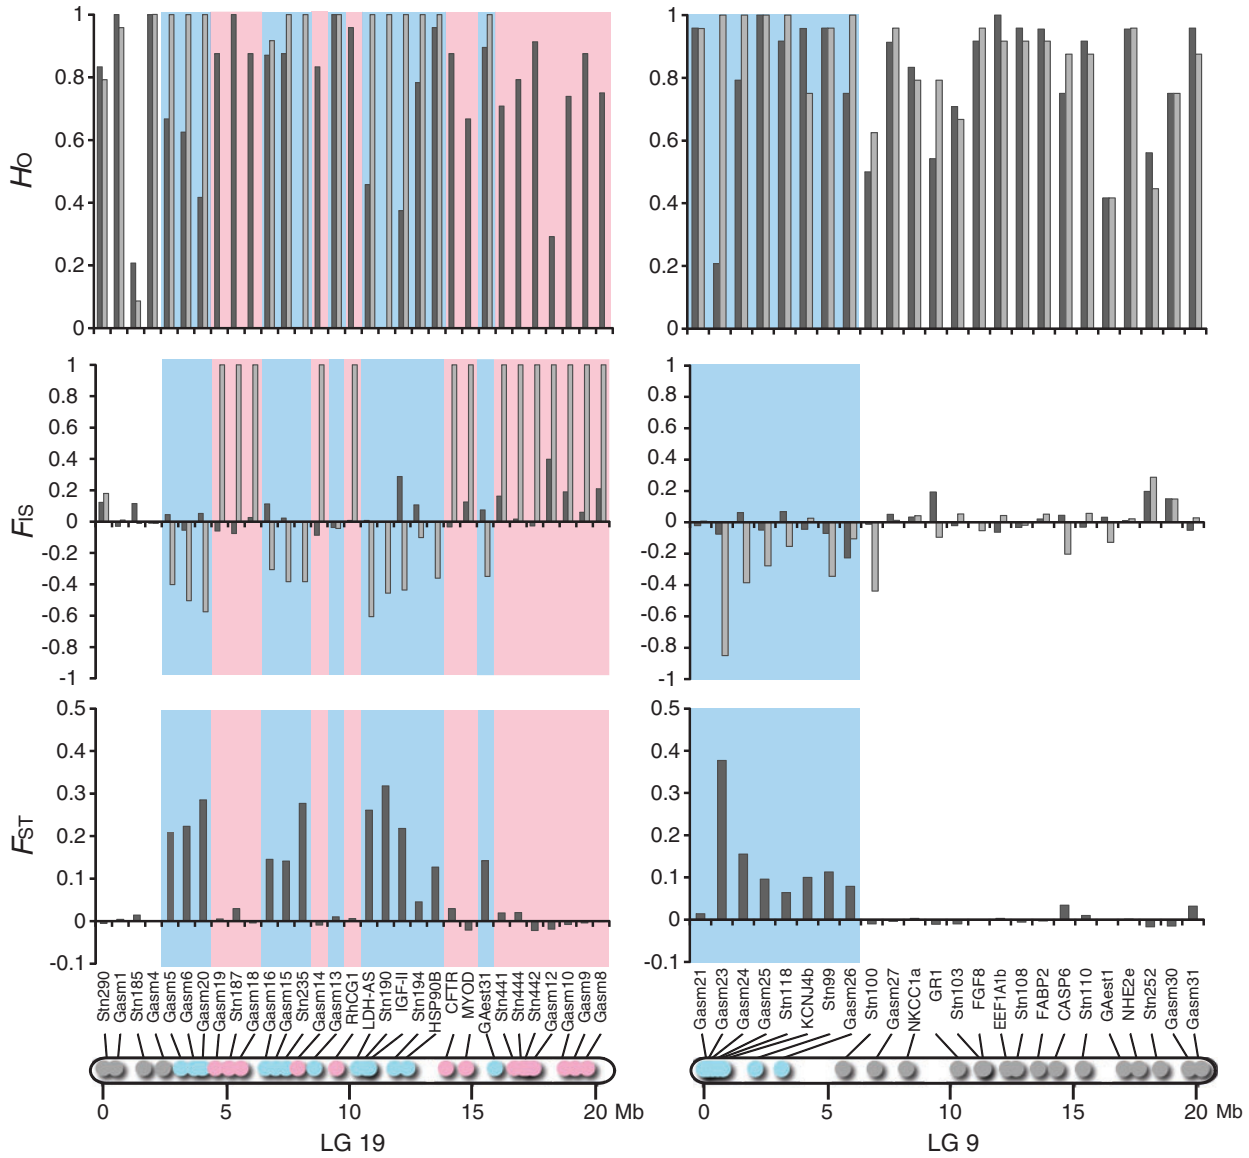 1
0.8
0.6
0.4
0.2
0
HO
1
0.8
0.6
0.4
0.2
0
1
0.8
0.6
0.4
0.2
0
-0.2
-0.4
-0.6
-0.8
-1
FIS
1
0.8
0.6
0.4
0.2
0
-0.2
-0.4
-0.6
-0.8
-1
0.5
0.4
0.3
0.2
0.1
0
-0.1
FST
0.5
0.4
0.3
0.2
0.1
0
-0.1
Stn290
Gasm1
Stn185
Gasm4
Gasm5
Gasm6
Gasm20
Gasm19
Stn187
Gasm18
Gasm16
Gasm15
Stn235
Gasm14
Gasm13
RhCG1
LDH-AS
Stn190
IGF-II
Stn194
HSP90B
CFTR
MYOD
GAest31
Stn441
Stn444
Stn442
Gasm12
Gasm10
Gasm9
Gasm8
Gasm21
Gasm23
Gasm24
Gasm25
Stn118
KCNJ4b
Stn99
Gasm26
Stn100
Gasm27
NKCC1a
GR1
Stn103
FGF8
EEF1A1b
Stn108
FABP2
CASP6
Stn110
GAest1
NHE2e
Stn252
Gasm30
Gasm31
0 5 10 15 20 Mb
LG 19
0 5 10 15 20 Mb
LG 9